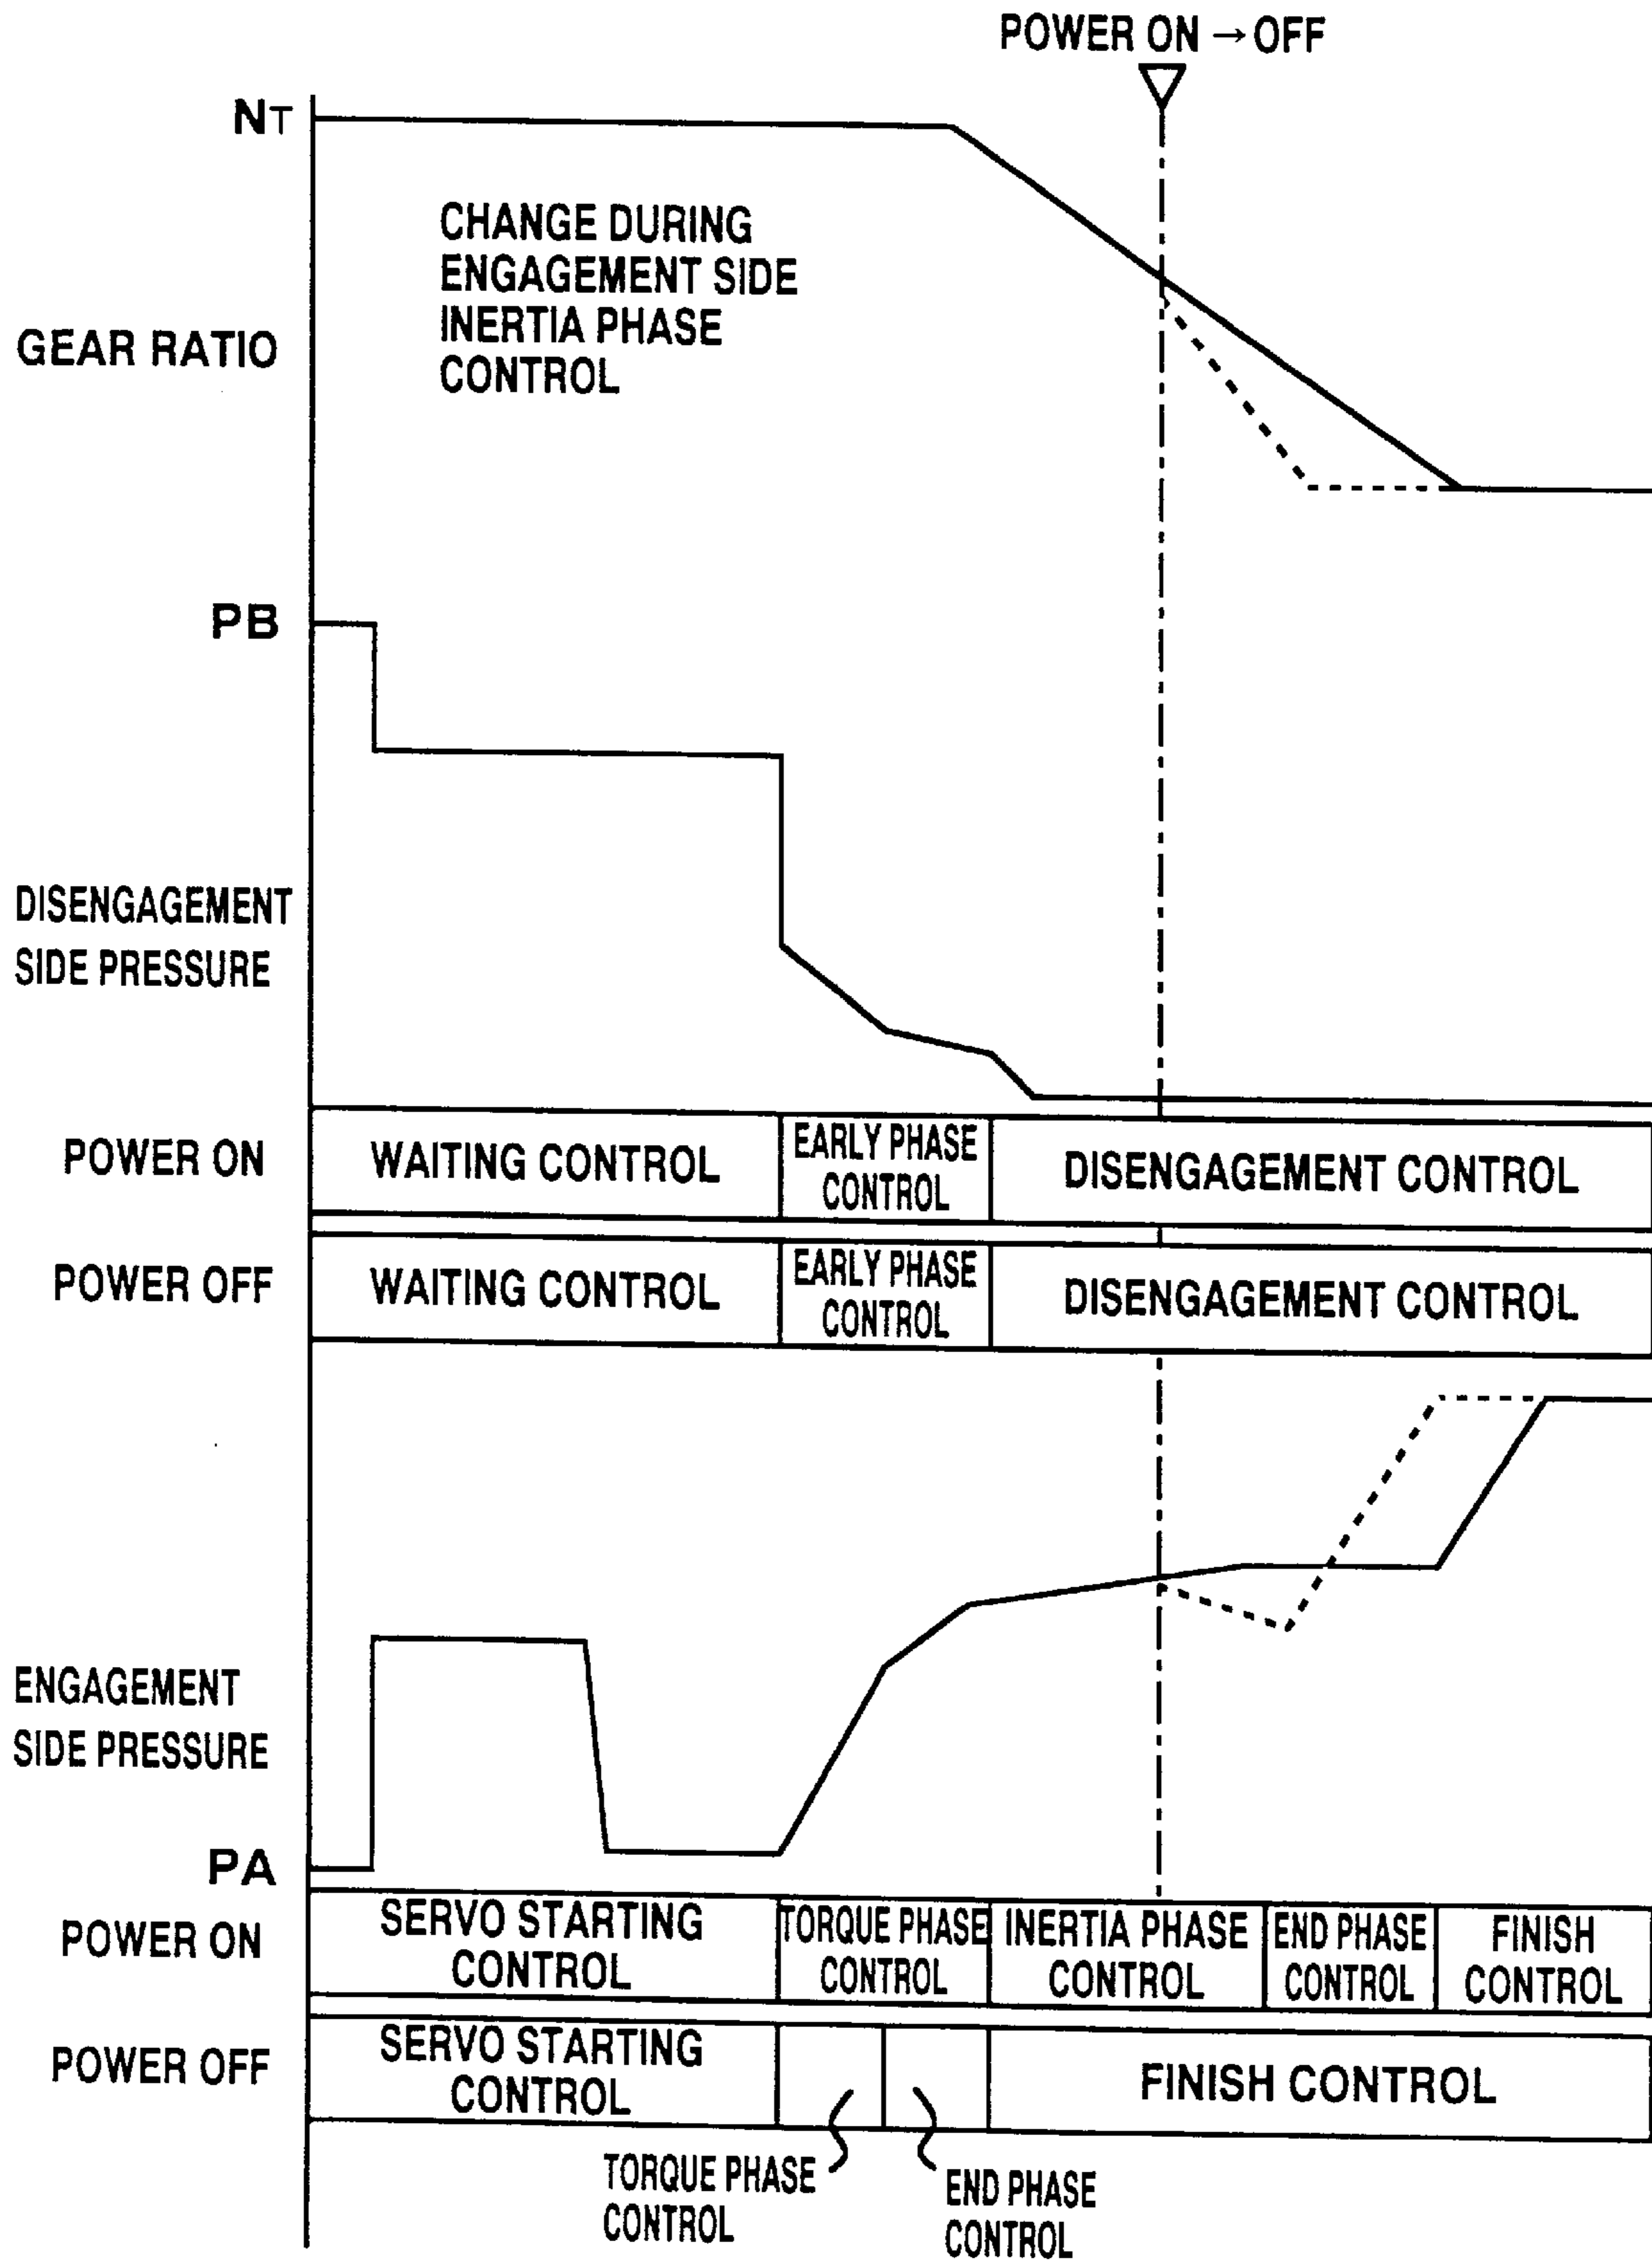 POWER ON → OFF
NT
CHANGE DURING
ENGAGEMENT SIDE
INERTIA PHASE
CONTROL
GEAR RATIO
PB
DISENGAGEMENT
SIDE PRESSURE
POWER ON
WAITING CONTROL
EARLY PHASE
CONTROL
DISENGAGEMENT CONTROL
POWER OFF
WAITING CONTROL
EARLY PHASE
CONTROL
DISENGAGEMENT CONTROL
ENGAGEMENT
SIDE PRESSURE
PA
POWER ON
SERVO STARTING
CONTROL
TORQUE PHASE
CONTROL
INERTIA PHASE
CONTROL
END PHASE
CONTROL
FINISH
CONTROL
POWER OFF
SERVO STARTING
CONTROL
FINISH CONTROL
TORQUE PHASE
CONTROL
END PHASE
CONTROL